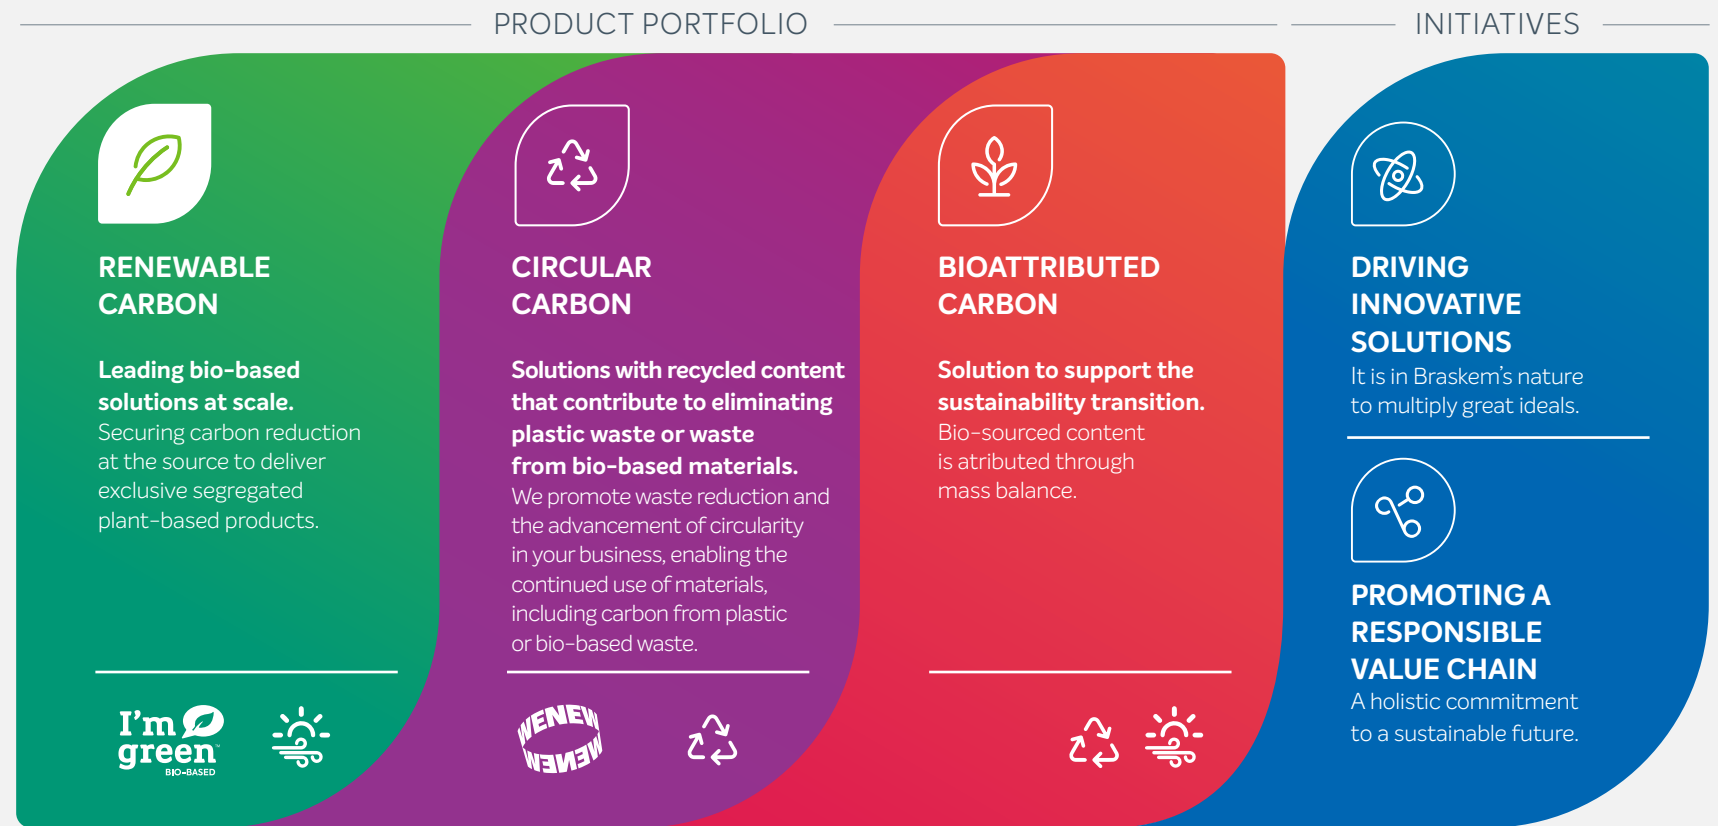 PRODUCT PORTFOLIO
INITIATIVES
RENEWABLE
CARBON
Leading bio-based
solutions at scale.
Securing carbon reduction
at the source to deliver
exclusive segregated
plant-based products.
I'm
green™
BIO-BASED
CIRCULAR
CARBON
Solutions with recycled content
that contribute to eliminating
plastic waste or waste
from bio-based materials.
We promote waste reduction and
the advancement of circularity
in your business, enabling the
continued use of materials,
including carbon from plastic
or bio-based waste.
WENEW
WENEW
BIOATTRIBUTED
CARBON
Solution to support the
sustainability transition.
Bio-sourced content
is atributed through
mass balance.
DRIVING
INNOVATIVE
SOLUTIONS
It is in Braskem's nature
to multiply great ideals.
PROMOTING A
RESPONSIBLE
VALUE CHAIN
A holistic commitment
to a sustainable future.